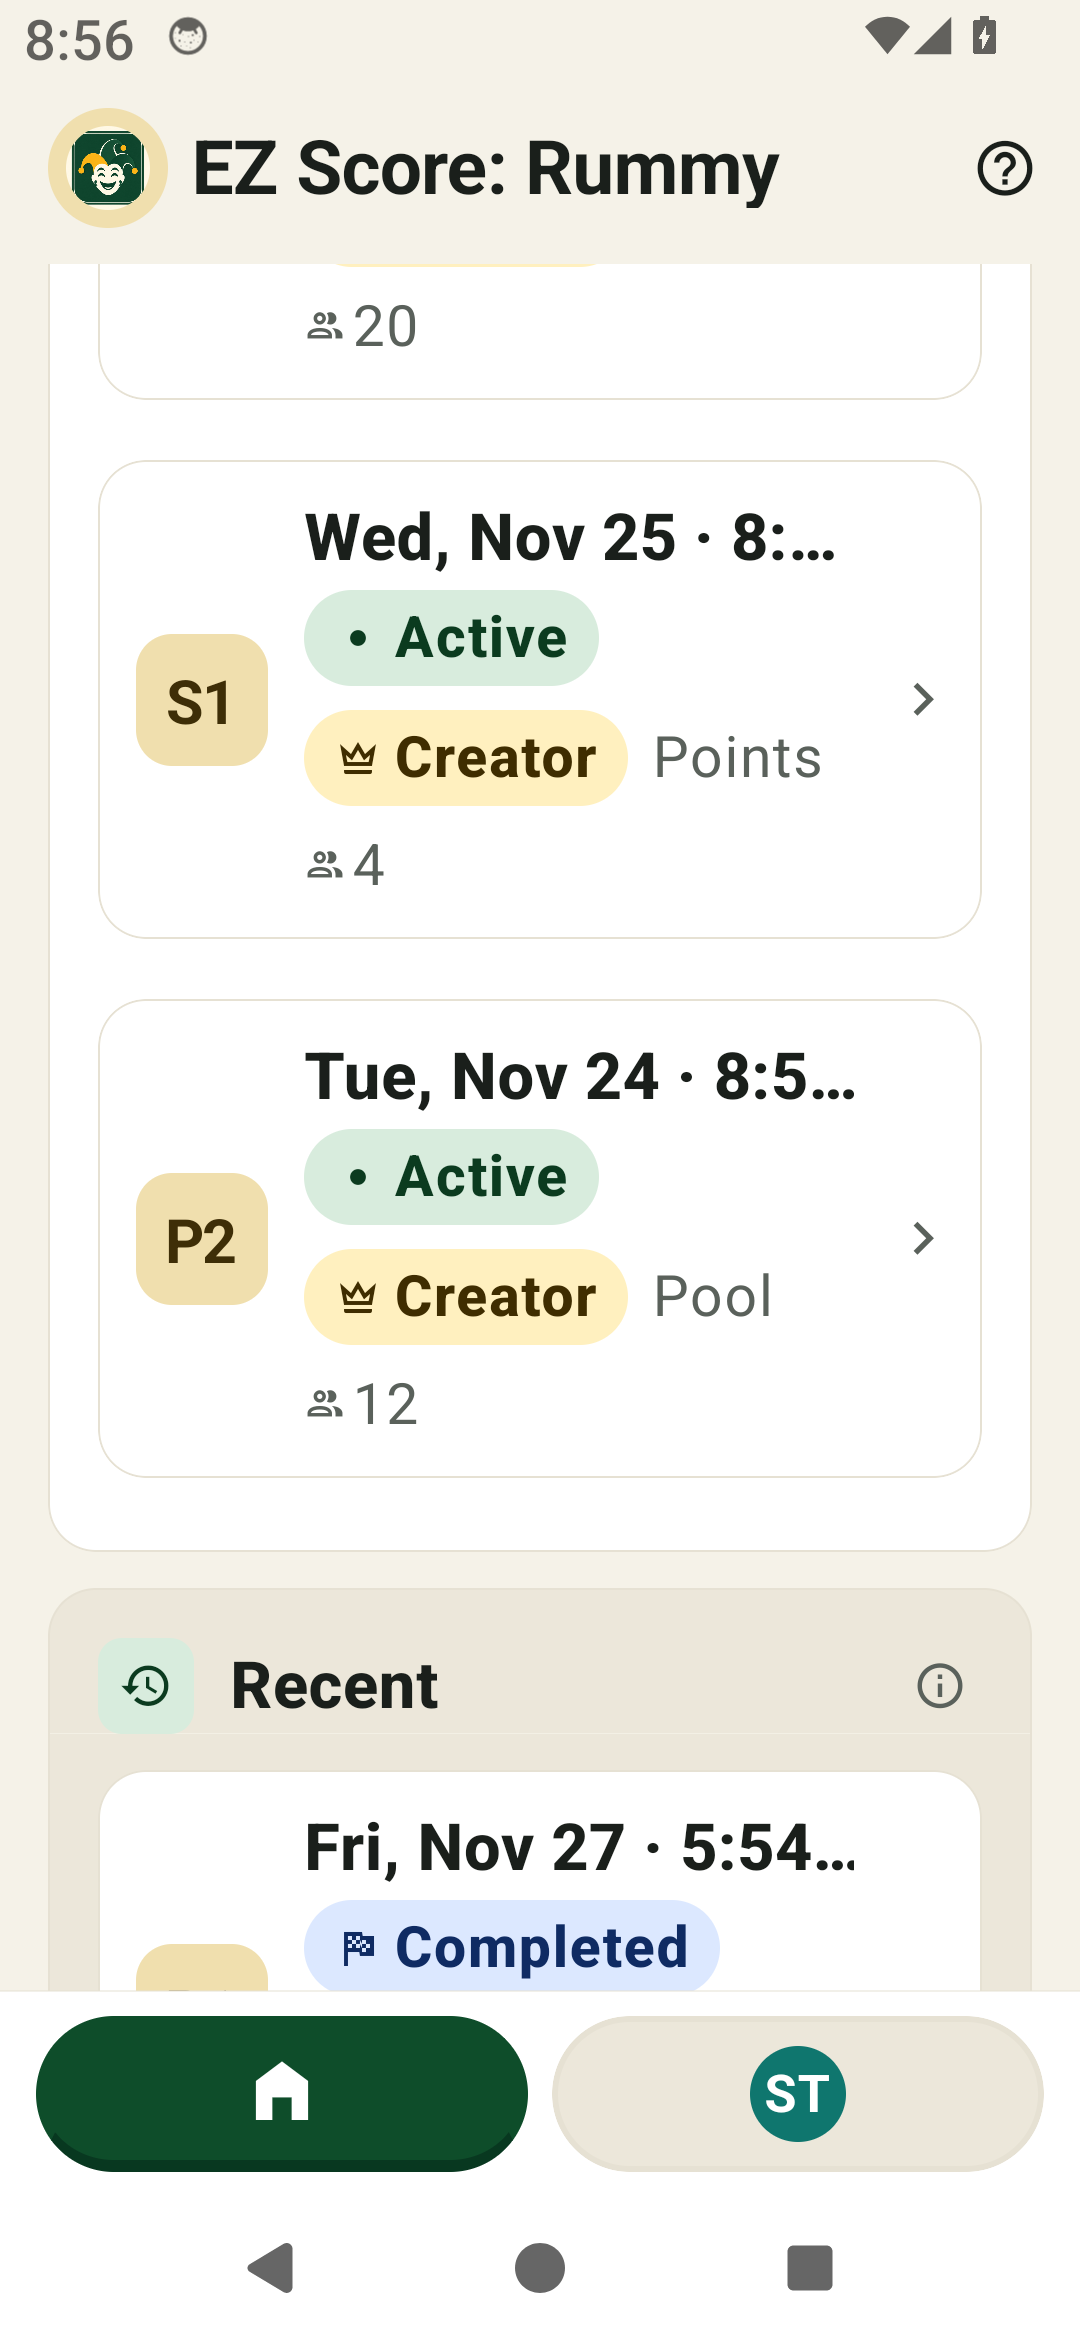 8:56
EZ Score: Rummy
20
Wed, Nov 25 · 8:…
Active
S1
Creator Points
4
Tue, Nov 24 · 8:5…
Active
P2
Creator Pool
12
Recent
Fri, Nov 27 · 5:54…
Completed
ST